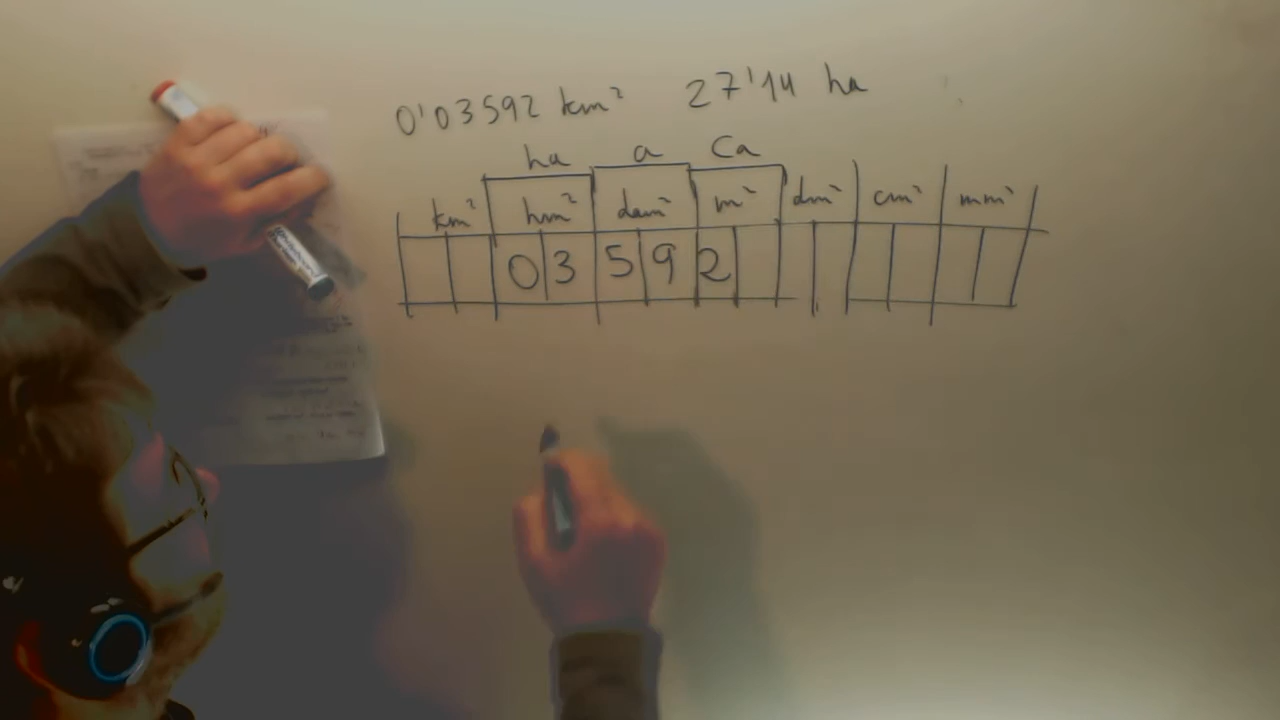 0'03592 km² 27'14 ha
ha a Ca
km² hm² dam² m² dm² cm² mm²
0 3 5 9 2